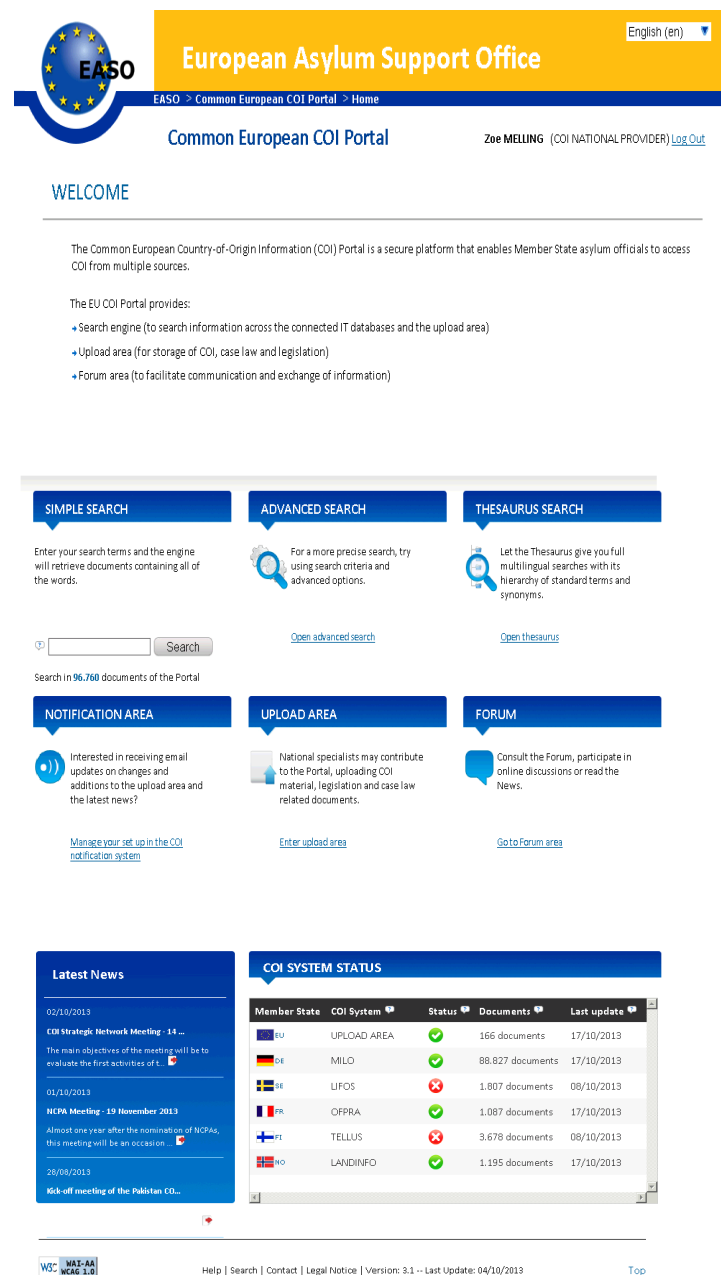 English (en)
EASO
European Asylum Support Office
EASO > Common European COI Portal > Home
Common European COI Portal
Zoe MELLING (COI NATIONAL PROVIDER) Log Out
WELCOME
The Common European Country-of-Origin Information (COI) Portal is a secure platform that enables Member State asylum officials to access
COI from multiple sources.
The EU COI Portal provides:
Search engine (to search information across the connected IT databases and the upload area)
Upload area (for storage of COI, case law and legislation)
Forum area (to facilitate communication and exchange of information)
SIMPLE SEARCH
Enter your search terms and the engine
will retrieve documents containing all of
the words.
Search
Search in 96.760 documents of the Portal
ADVANCED SEARCH
For a more precise search, try
using search criteria and
advanced options.
Open advanced search
THESAURUS SEARCH
Let the Thesaurus give you full
multilingual searches with its
hierarchy of standard terms and
synonyms.
Open thesaurus
NOTIFICATION AREA
Interested in receiving email
updates on changes and
additions to the upload area and
the latest news?
Manage your set up in the COI
notification system
UPLOAD AREA
National specialists may contribute
to the Portal, uploading COI
material, legislation and case law
related documents.
Enter upload area
FORUM
Consult the Forum, participate in
online discussions or read the
News.
Go to Forum area
Latest News
02/10/2013
COI Strategic Network Meeting - 14 ...
The main objectives of the meeting will be to
evaluate the first activities of t...
01/10/2013
NCPA Meeting - 19 November 2013
Almost one year after the nomination of NCPAs,
this meeting will be an occasion ...
28/08/2013
Kick-off meeting of the Pakistan CO...
COI SYSTEM STATUS
Member State COI System Status Documents Last update
EU UPLOAD AREA 166 documents 17/10/2013
DE MILO 88.827 documents 17/10/2013
SE LIFOS 1.807 documents 08/10/2013
FR OFPRA 1.087 documents 17/10/2013
FI TELLUS 3.678 documents 08/10/2013
NO LANDINFO 1.195 documents 17/10/2013
W3C WAI-AA
WCAG 1.0
Help | Search | Contact | Legal Notice | Version: 3.1 -- Last Update: 04/10/2013
Top